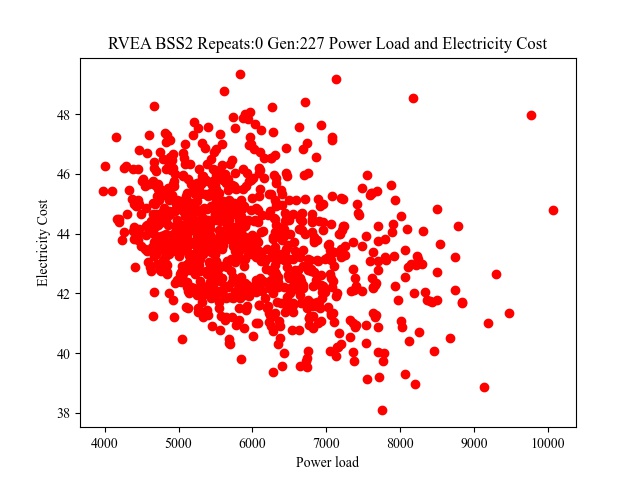 RVEA BSS2 Repeats:0 Gen:227 Power Load and Electricity Cost
48
46
44
42
40
38
Electricity Cost
4000 5000 6000 7000 8000 9000 10000
Power load